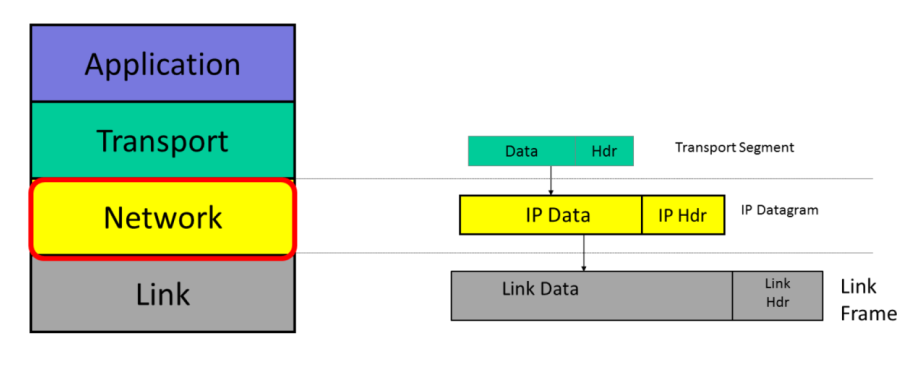 Application
Transport
Data Hdr Transport Segment
Network
IP Data IP Hdr IP Datagram
Link
Link Data
Link
Hdr
Link
Frame